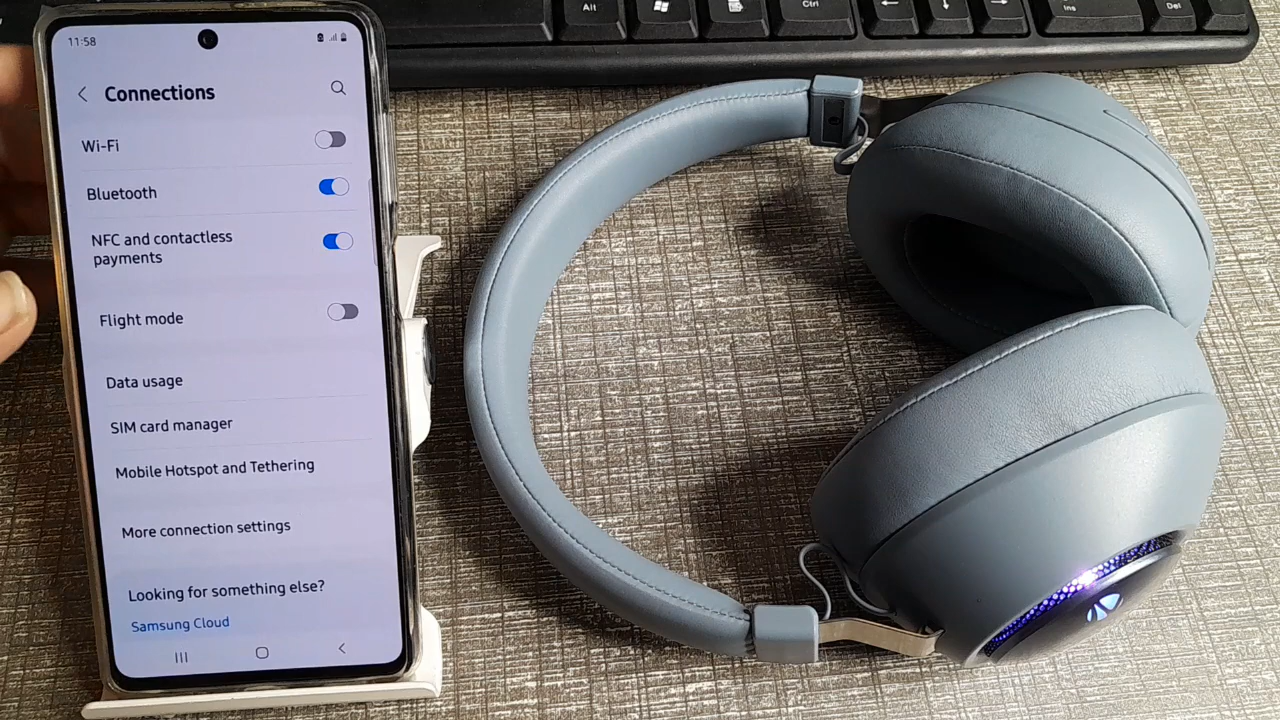 Alt
Ctrl
Ins
Del
11:58
Connections
Wi-Fi
Bluetooth
NFC and contactless
payments
Flight mode
Data usage
SIM card manager
Mobile Hotspot and Tethering
More connection settings
Looking for something else?
Samsung Cloud